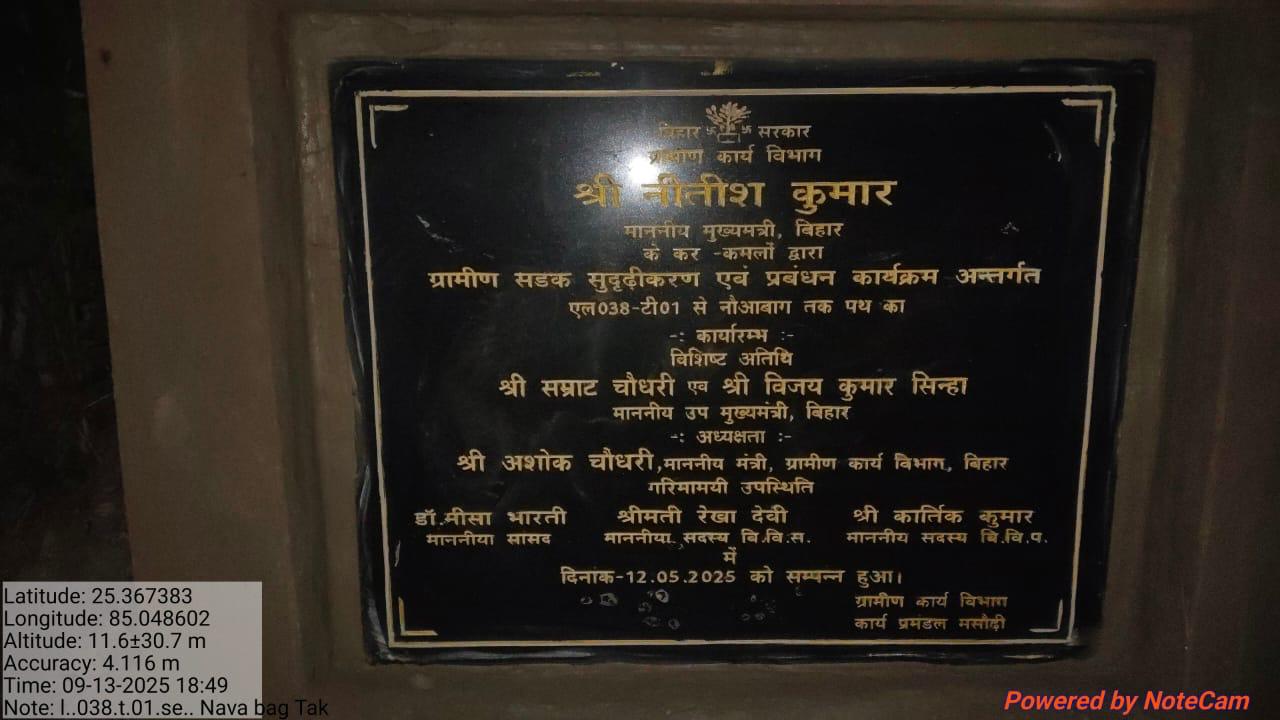 बिहार सरकार
ग्रामीण कार्य विभाग
श्री नीतीश कुमार
माननीय मुख्यमंत्री, बिहार
के कर -कमलों द्वारा
ग्रामीण सडक सुदृढ़ीकरण एवं प्रबंधन कार्यक्रम अन्तर्गत
एल038-टी01 से नौआबाग तक पथ का
-: कार्यारम्भ :-
विशिष्ट अतिथि
श्री सम्राट चौधरी एव श्री विजय कुमार सिन्हा
माननीय उप मुख्यमंत्री, बिहार
-: अध्यक्षता :-
श्री अशोक चौधरी,माननीय मंत्री, ग्रामीण कार्य विभाग, बिहार
गरिमामयी उपस्थिति
डॉ.मीसा भारती श्रीमती रेखा देवी श्री कार्तिक कुमार
माननीया सासद माननीया सदस्य बि.वि.स. माननीय सदस्य बि.वि.प.
में
दिनाक-12.05.2025 को सम्पन्न हुआ।
ग्रामीण कार्य विभाग
कार्य प्रमंडल मसौढ़ी
Latitude: 25.367383
Longitude: 85.048602
Altitude: 11.6±30.7 m
Accuracy: 4.116 m
Time: 09-13-2025 18:49
Note: l..038.t.01.se.. Nava bag Tak
Powered by NoteCam